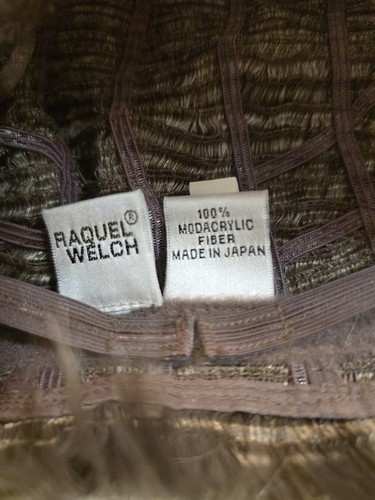 RAQUEL®
WELCH
100%
MODACRYLIC
FIBER
MADE IN JAPAN